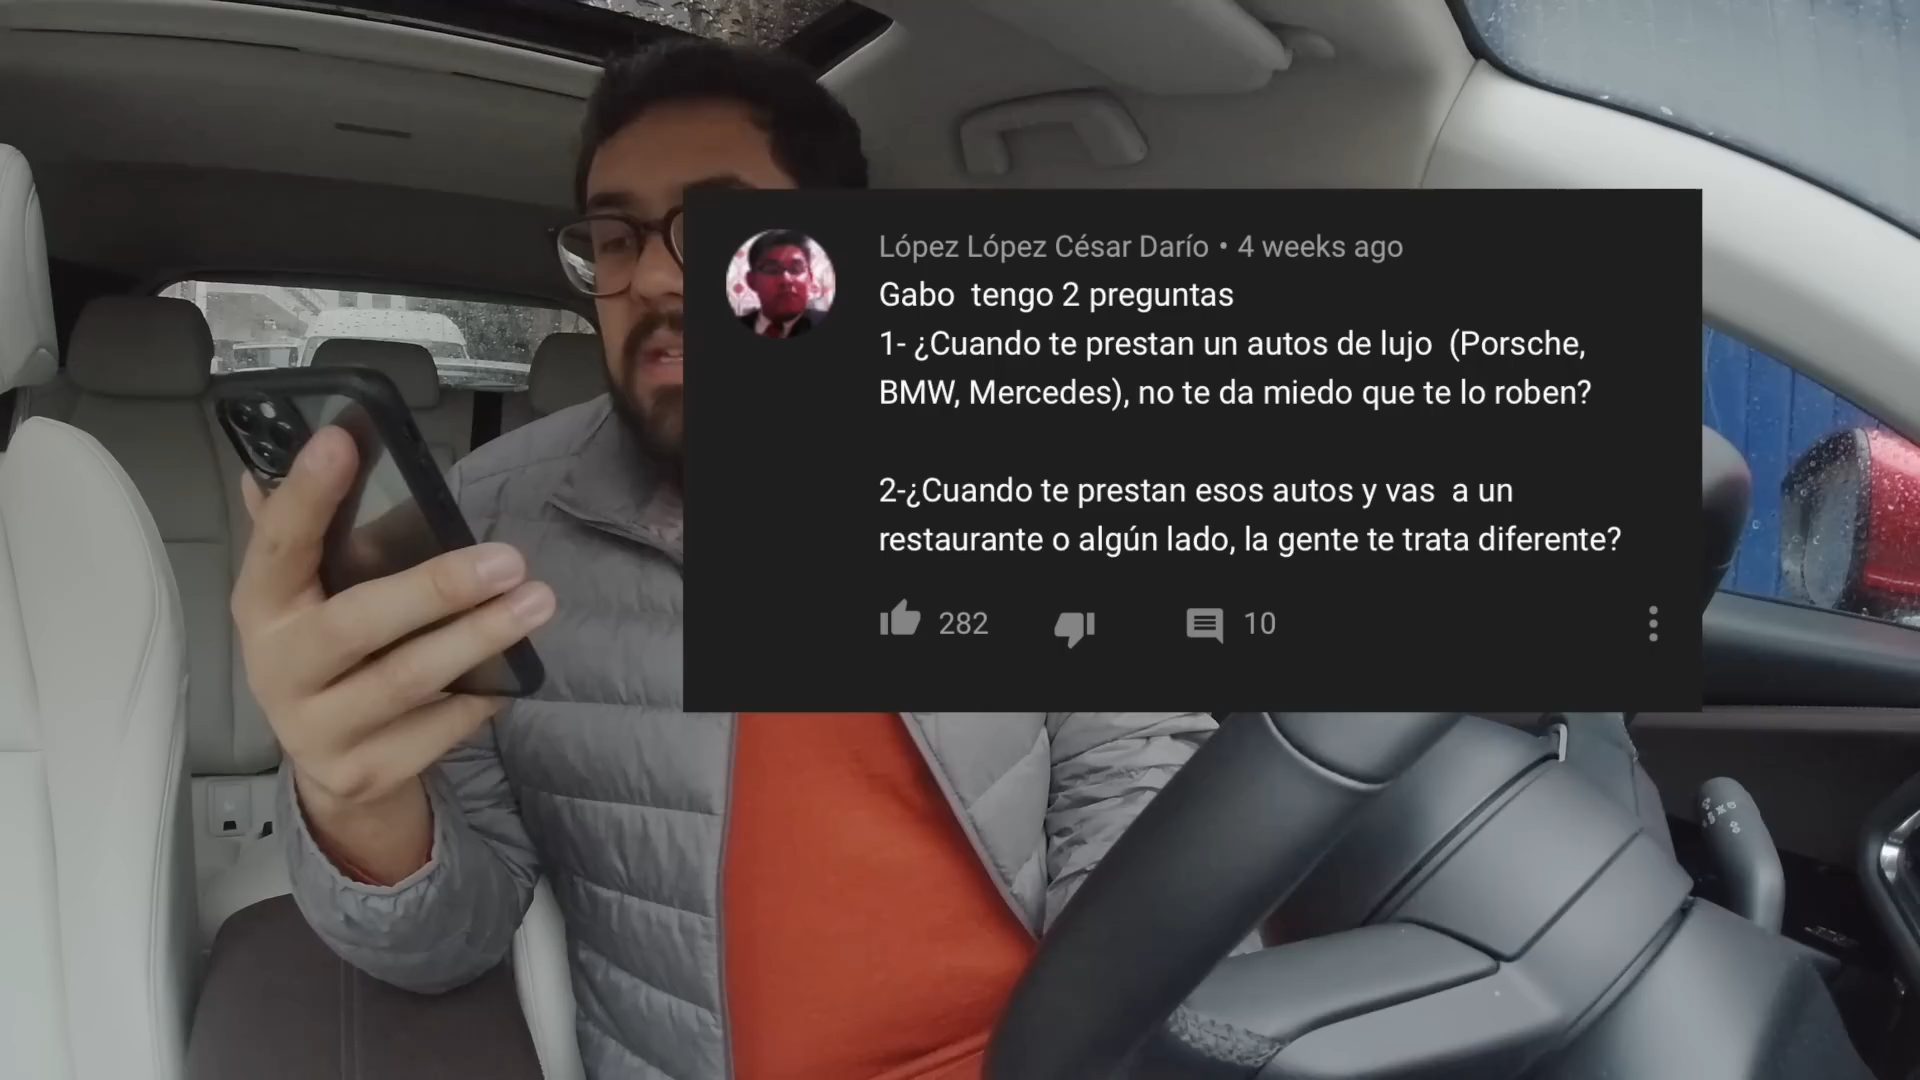 López López César Darío • 4 weeks ago
Gabo  tengo 2 preguntas
1- ¿Cuando te prestan un autos de lujo  (Porsche,
BMW, Mercedes), no te da miedo que te lo roben?
2-¿Cuando te prestan esos autos y vas  a un
restaurante o algún lado, la gente te trata diferente?
282
10